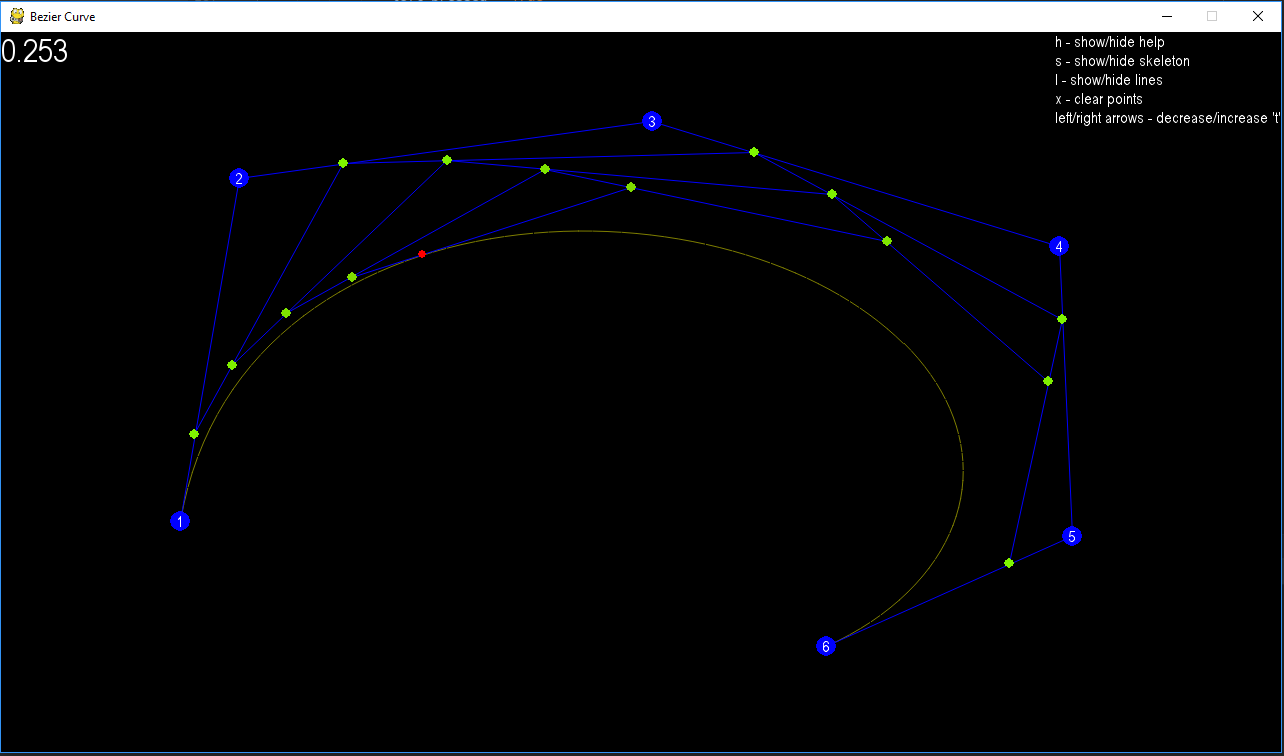 Bezier Curve
0.253
h - show/hide help
s - show/hide skeleton
l - show/hide lines
x - clear points
left/right arrows - decrease/increase 't'
3
2
4
1
5
6